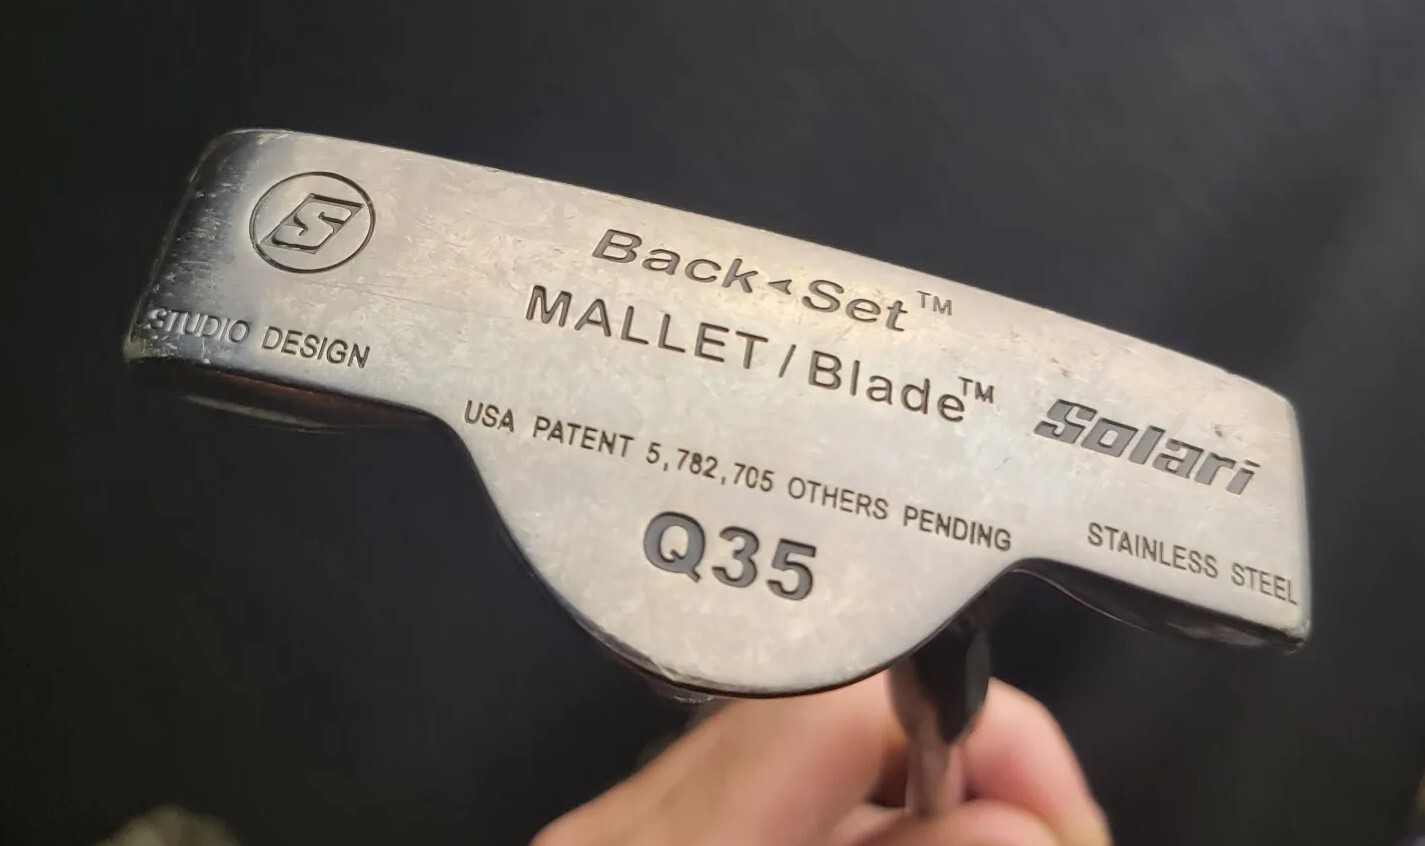 S
Back◂Set™
MALLET/Blade™
Solari
STUDIO DESIGN
USA PATENT 5,782,705 OTHERS PENDING
STAINLESS STEEL
Q35